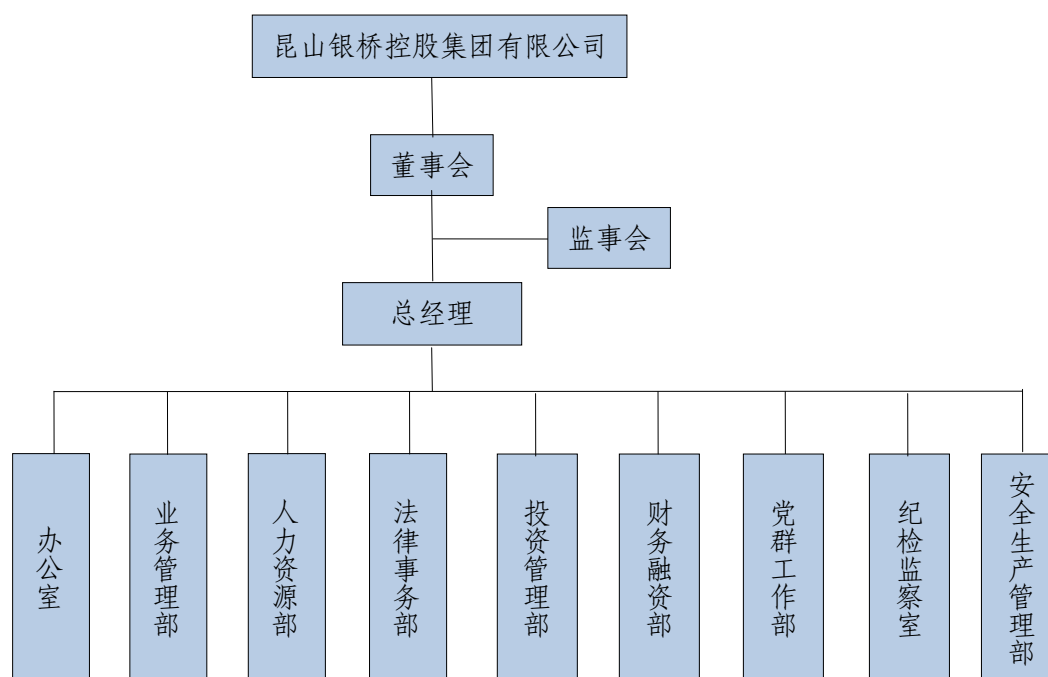 昆山银桥控股集团有限公司
董事会
监事会
总经理
办公室
业务管理部
人力资源部
法律事务部
投资管理部
财务融资部
党群工作部
纪检监察室
安全生产管理部